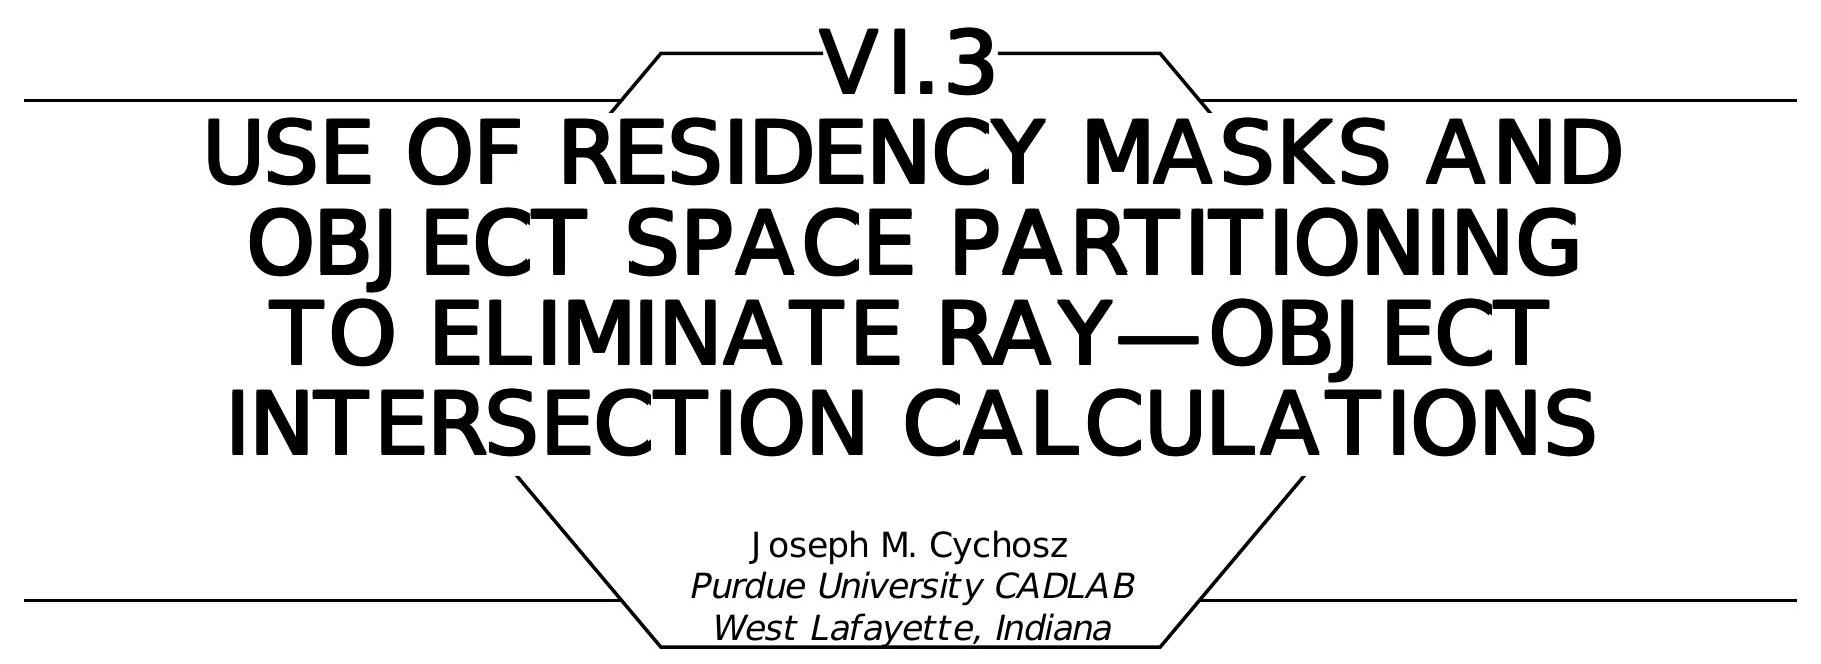 VI.3
USE OF RESIDENCY MASKS AND
OBJECT SPACE PARTITIONING
TO ELIMINATE RAY—OBJECT
INTERSECTION CALCULATIONS
Joseph M. Cychosz
Purdue University CADLAB
West Lafayette, Indiana